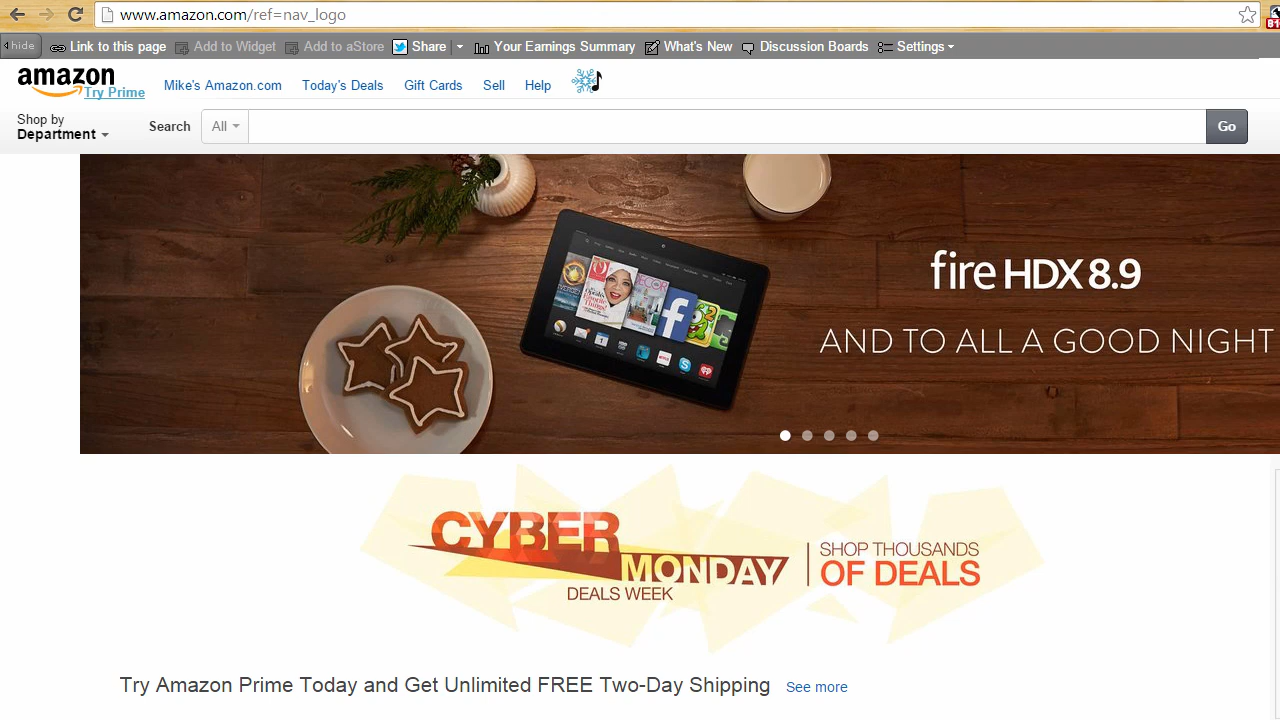 www.amazon.com/ref=nav_logo
hide Link to this page Add to Widget Add to aStore Share Your Earnings Summary What's New Discussion Boards Settings
amazon
Try Prime
Mike's Amazon.com Today's Deals Gift Cards Sell Help
Shop by
Department
Search All Go
fire HDX 8.9
AND TO ALL A GOOD NIGHT
CYBER
MONDAY
DEALS WEEK
SHOP THOUSANDS
OF DEALS
Try Amazon Prime Today and Get Unlimited FREE Two-Day Shipping See more